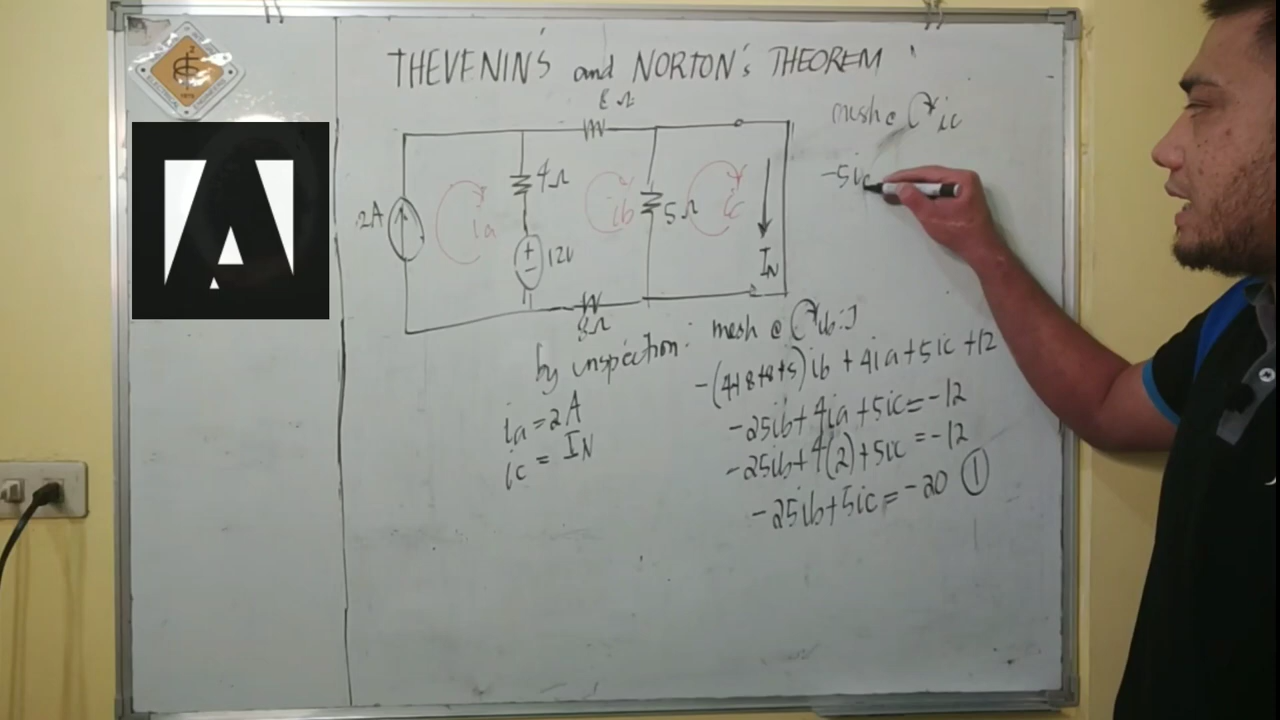 THEVENIN'S and NORTON'S THEOREM
8Ω
mesh @ ic
-5ic
2A
4Ω
ia
ib
5Ω
ic
12V
IN
8Ω
by inspection:
mesh @ ib:
-(4+8+8+5)ib + 4ia + 5ic + 12
-25ib + 4ia + 5ic = -12
-25ib + 4(2) + 5ic = -12
-25ib + 5ic = -20 ①
ia = 2A
ic = IN